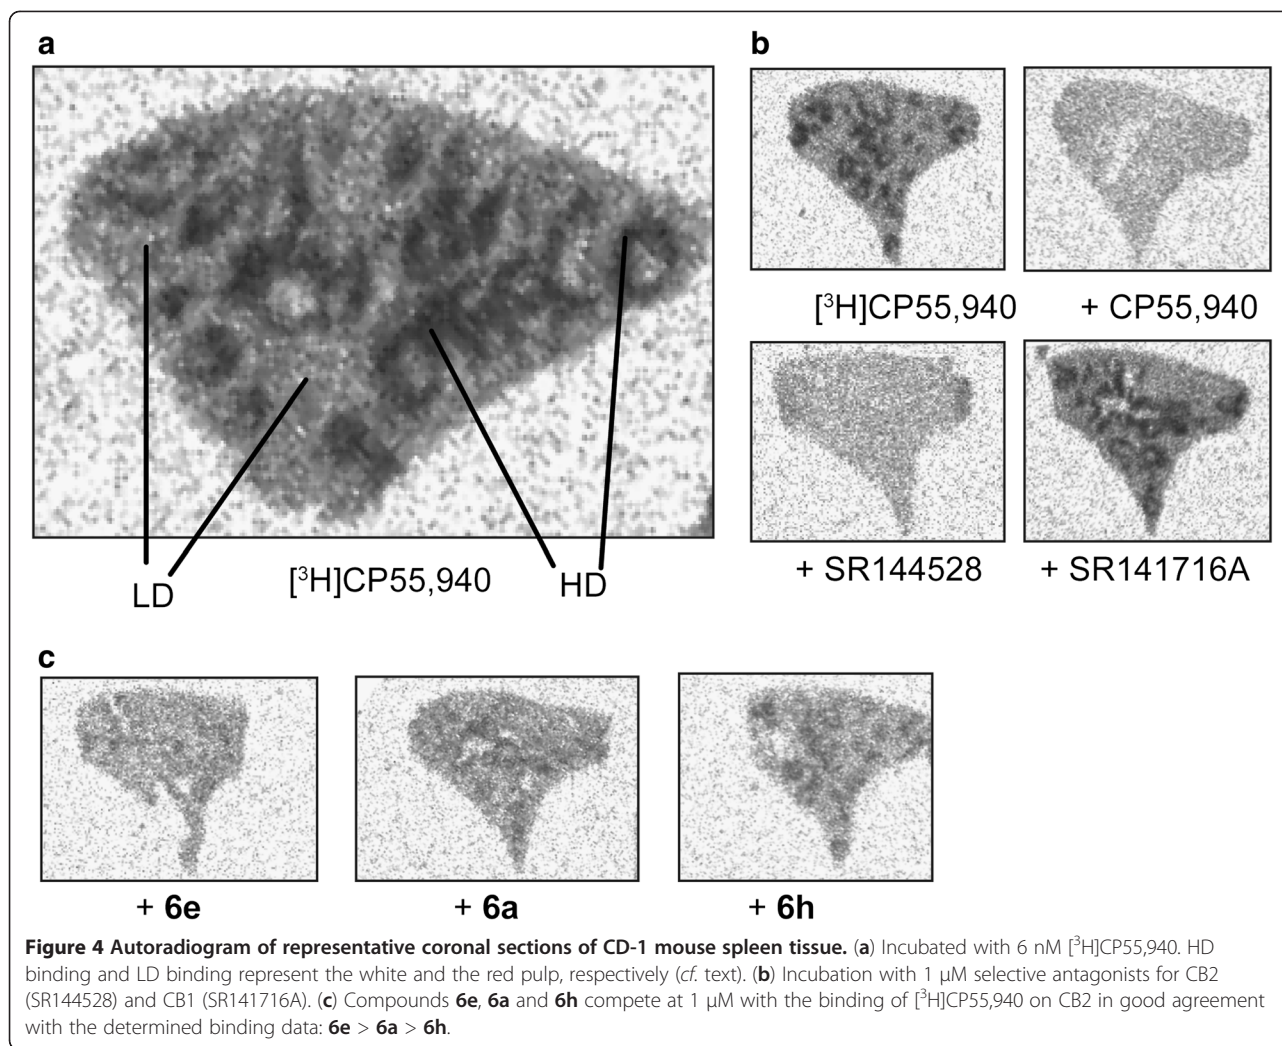 a
b
[³H]CP55,940
+ CP55,940
+ SR144528
+ SR141716A
LD
[³H]CP55,940
HD
c
+ 6e
+ 6a
+ 6h
Figure 4 Autoradiogram of representative coronal sections of CD-1 mouse spleen tissue. (a) Incubated with 6 nM [³H]CP55,940. HD
binding and LD binding represent the white and the red pulp, respectively (cf. text). (b) Incubation with 1 μM selective antagonists for CB2
(SR144528) and CB1 (SR141716A). (c) Compounds 6e, 6a and 6h compete at 1 μM with the binding of [³H]CP55,940 on CB2 in good agreement
with the determined binding data: 6e > 6a > 6h.